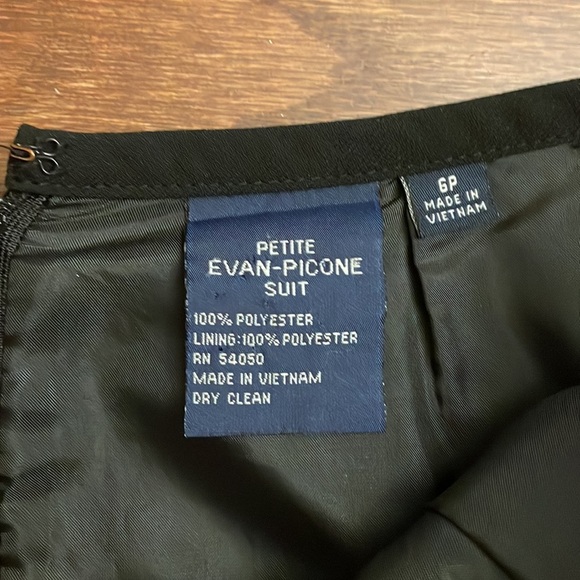 PETITE
EVAN-PICONE
SUIT
100% POLYESTER
LINING:100% POLYESTER
RN 54050
MADE IN VIETNAM
DRY CLEAN
6P
MADE IN
VIETNAM